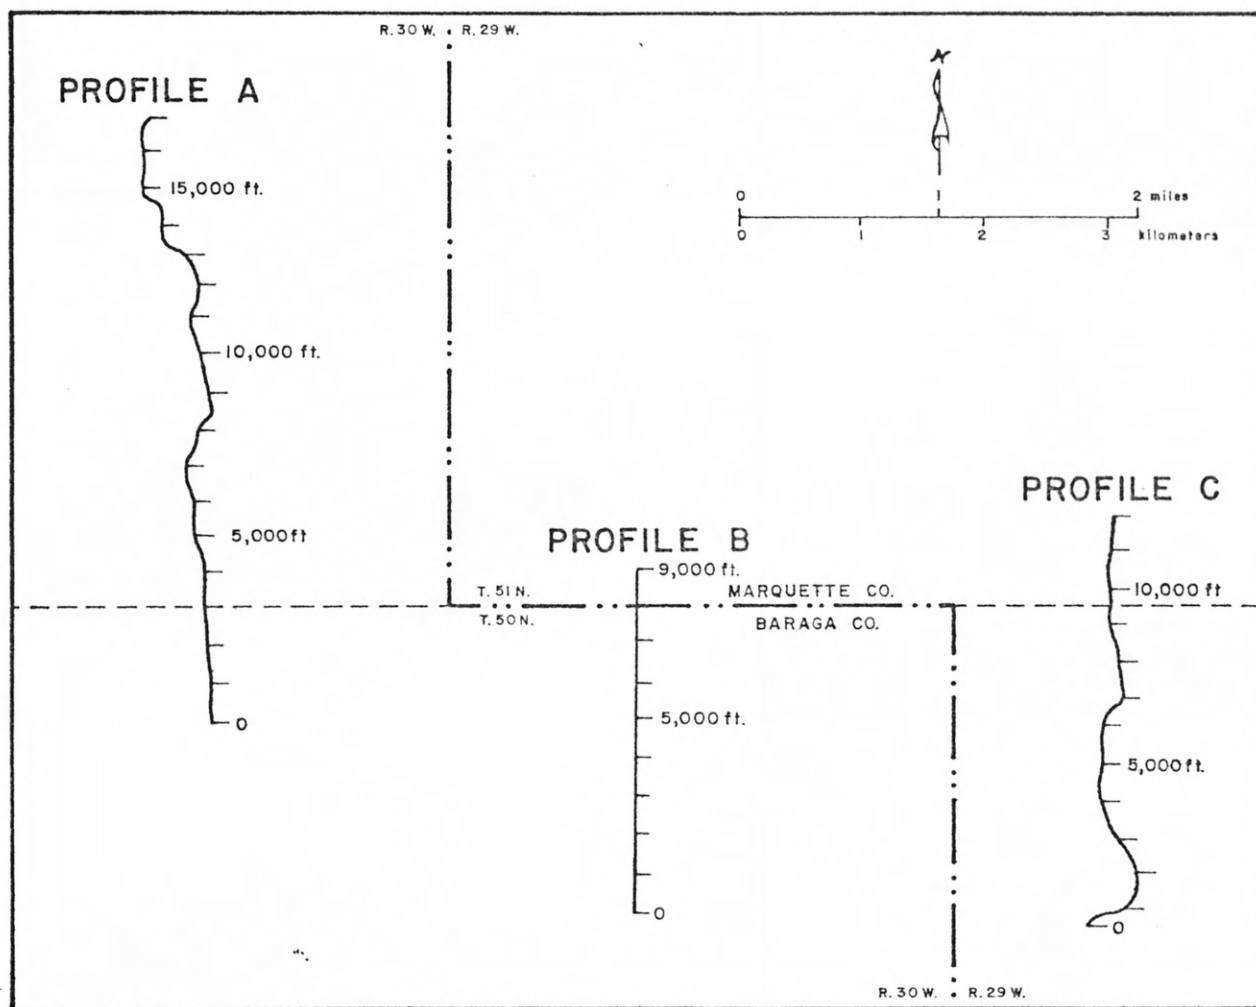 R. 30 W. R. 29 W.
PROFILE A
15,000 ft.
10,000 ft.
5,000 ft
0
N
0 1 2 miles
0 1 2 3 kilometers
PROFILE B
9,000 ft.
5,000 ft.
0
T. 51 N.
T. 50 N.
MARQUETTE CO.
BARAGA CO.
PROFILE C
10,000 ft
5,000 ft.
0
R. 30 W. R. 29 W.